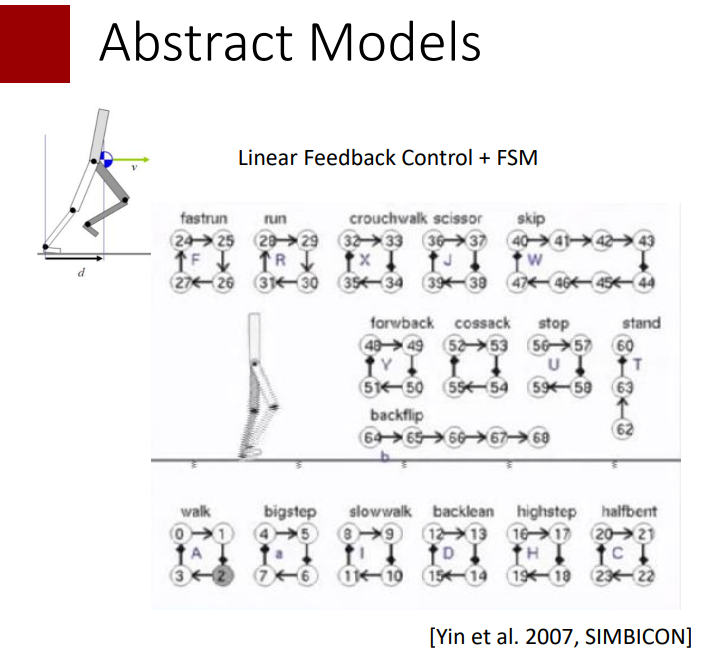 Abstract Models
Linear Feedback Control + FSM
v
d
fastrun run crouchwalk scissor skip
24 25 28 29 32 33 36 37 40 41 42 43
F R X J W
27 26 31 30 35 34 39 38 47 46 45 44
forwback cossack stop stand
48 49 52 53 56 57 60
Y U T
51 50 55 54 59 58 63
backflip
64 65 66 67 68 62
b
walk bigstep slowwalk backlean highstep halfbent
0 1 4 5 8 9 12 13 16 17 20 21
A a l D H C
3 2 7 6 11 10 15 14 19 18 23 22
[Yin et al. 2007, SIMBICON]